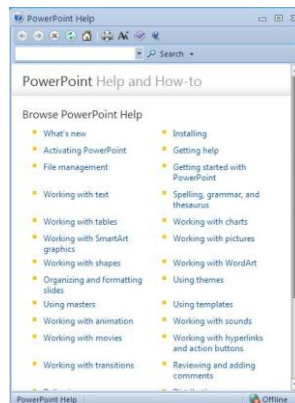 PowerPoint Help
Search
PowerPoint Help and How-to
Browse PowerPoint Help
What's new
Installing
Activating PowerPoint
Getting help
File management
Getting started with
PowerPoint
Working with text
Spelling, grammar, and
thesaurus
Working with tables
Working with charts
Working with SmartArt
graphics
Working with pictures
Working with shapes
Working with WordArt
Organizing and formatting
slides
Using themes
Using masters
Using templates
Working with animation
Working with sounds
Working with movies
Working with hyperlinks
and action buttons
Working with transitions
Reviewing and adding
comments
PowerPoint Help
Offline